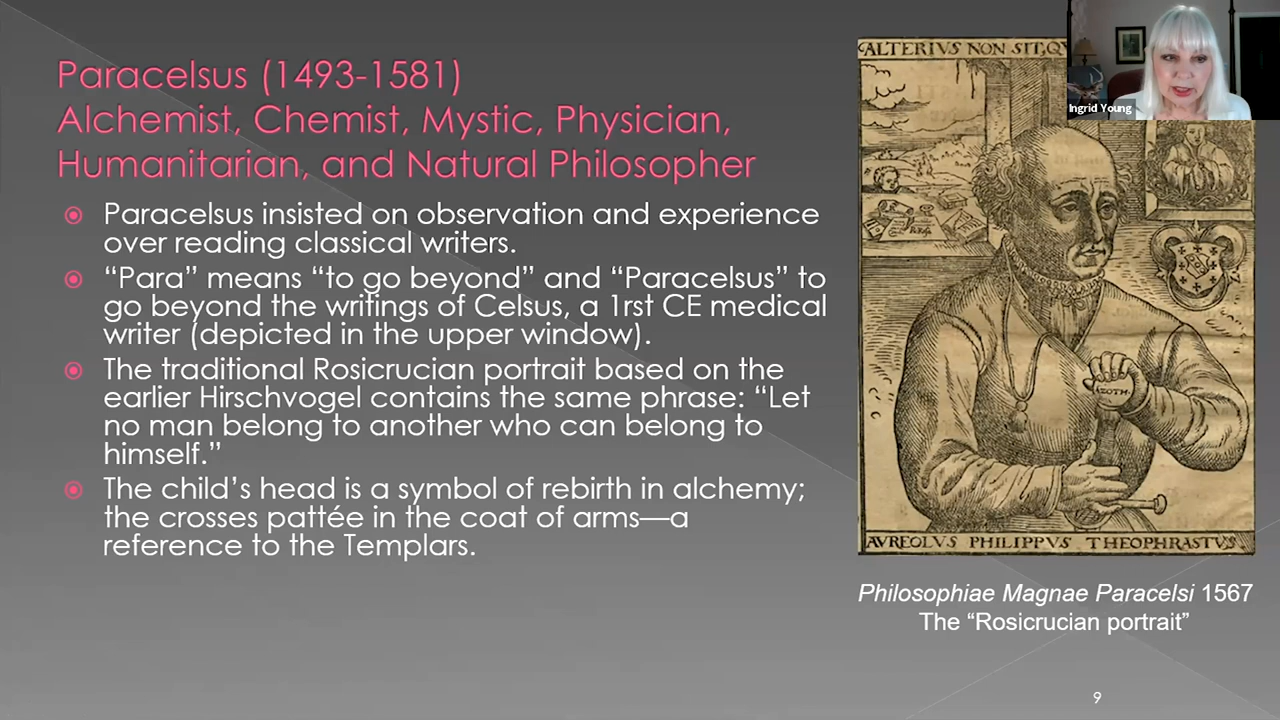 Paracelsus (1493-1581)
Alchemist, Chemist, Mystic, Physician,
Humanitarian, and Natural Philosopher
Paracelsus insisted on observation and experience
over reading classical writers.
“Para” means “to go beyond” and “Paracelsus” to
go beyond the writings of Celsus, a 1rst CE medical
writer (depicted in the upper window).
The traditional Rosicrucian portrait based on the
earlier Hirschvogel contains the same phrase: “Let
no man belong to another who can belong to
himself.”
The child’s head is a symbol of rebirth in alchemy;
the crosses pattée in the coat of arms—a
reference to the Templars.
ALTERIVS NON SIT,
Ingrid Young
AVREOLVS PHILIPPVS THEOPHRASTVS.
Philosophiae Magnae Paracelsi 1567
The “Rosicrucian portrait”
9